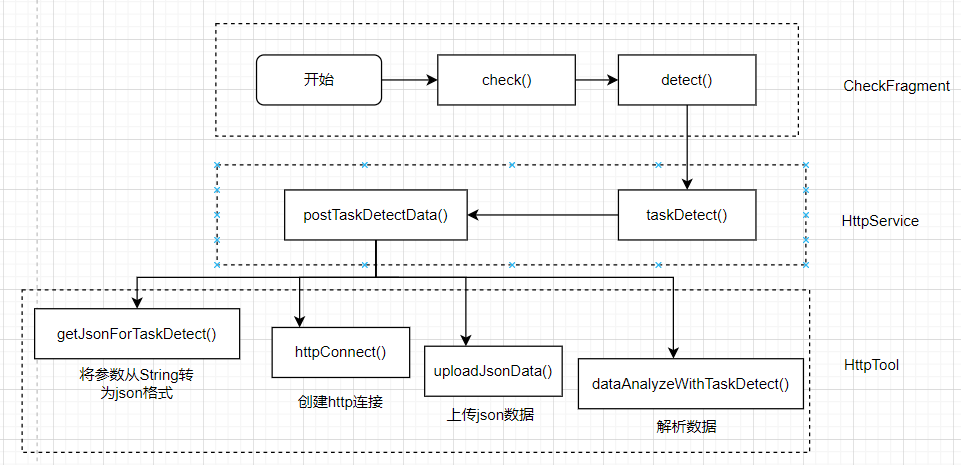 开始
check()
detect()
CheckFragment
postTaskDetectData()
taskDetect()
HttpService
getJsonForTaskDetect()
将参数从String转
为json格式
httpConnect()
创建http连接
uploadJsonData()
上传json数据
dataAnalyzeWithTaskDetect()
解析数据
HttpTool